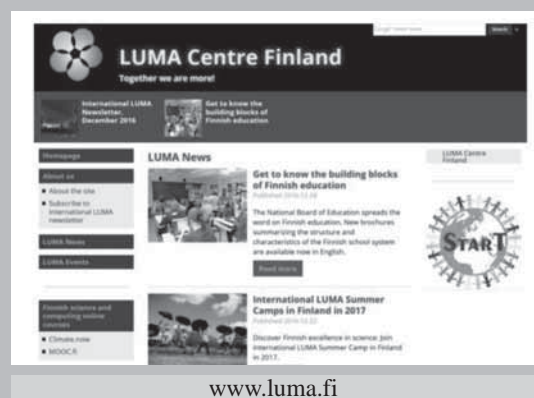 Search
LUMA Centre Finland
Together we are more!
International LUMA
Newsletter,
December 2016
Get to know the
building blocks of
Finnish education
Homepage
About us
About the site
Subscribe to
International LUMA
newsletter
LUMA News
LUMA Events
Finnish science and
computing online
courses
Climate.now
MOOC.fi
LUMA News
Get to know the building blocks
of Finnish education
Published
The National Board of Education spreads the
word on Finnish education. New brochures
summarizing the structure and
characteristics of the Finnish school system
are available now in English.
Read more
International LUMA Summer
Camps in Finland in 2017
Published
Discover Finnish excellence in science: Join
International LUMA Summer Camp in Finland
in 2017.
LUMA Centre
Finland
StarT
www.luma.fi